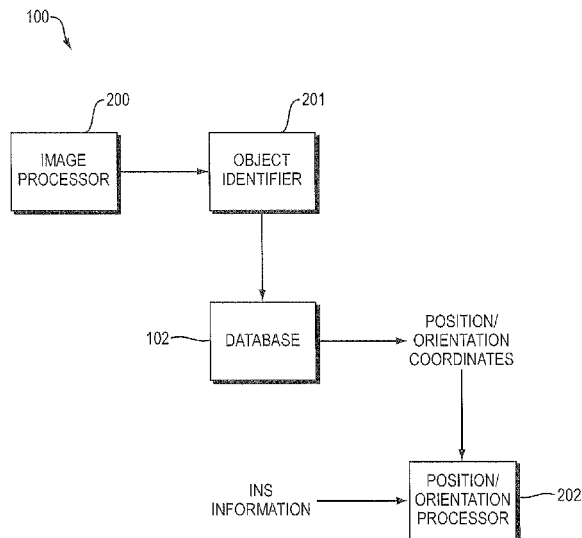 100
200
201
IMAGE
PROCESSOR
OBJECT
IDENTIFIER
102
DATABASE
POSITION/
ORIENTATION
COORDINATES
INS
INFORMATION
POSITION/
ORIENTATION
PROCESSOR
202